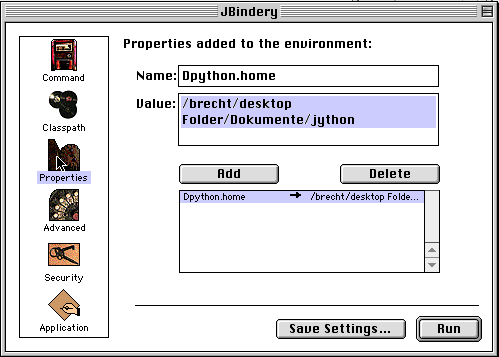 JBindery
Command
Classpath
Properties
Advanced
Security
Application
Properties added to the environment:
Name: Dpython.home
Value: /brecht/desktop
Folder/Dokumente/jython
Add Delete
Dpython.home → /brecht/desktop Folde...
Save Settings... Run